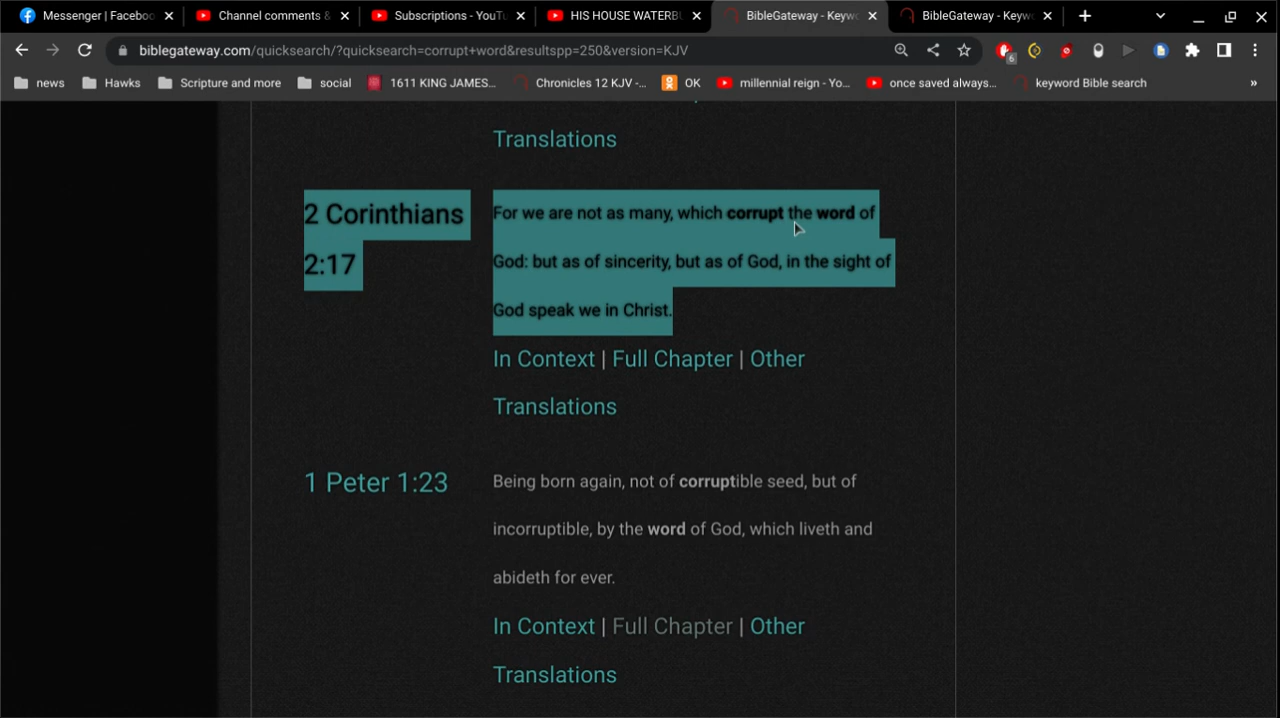 Messenger | Faceboo
Channel comments &
Subscriptions - YouTu
HIS HOUSE WATERBU
BibleGateway - Keywo
BibleGateway - Keyw
biblegateway.com/quicksearch/?quicksearch=corrupt+word&resultspp=250&version=KJV
6
news
Hawks
Scripture and more
social
1611 KING JAMES...
Chronicles 12 KJV -...
OK
millennial reign - Yo...
once saved always...
keyword Bible search
»
Translations
2 Corinthians
2:17
For we are not as many, which corrupt the word of
God: but as of sincerity, but as of God, in the sight of
God speak we in Christ.
In Context | Full Chapter | Other
Translations
1 Peter 1:23
Being born again, not of corruptible seed, but of
incorruptible, by the word of God, which liveth and
abideth for ever.
In Context | Full Chapter | Other
Translations